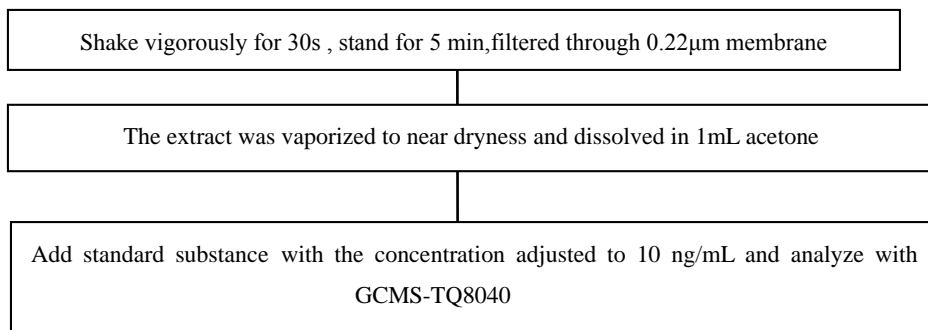 Shake vigorously for 30s , stand for 5 min,filtered through 0.22μm membrane
The extract was vaporized to near dryness and dissolved in 1mL acetone
Add standard substance with the concentration adjusted to 10 ng/mL and analyze with
GCMS-TQ8040